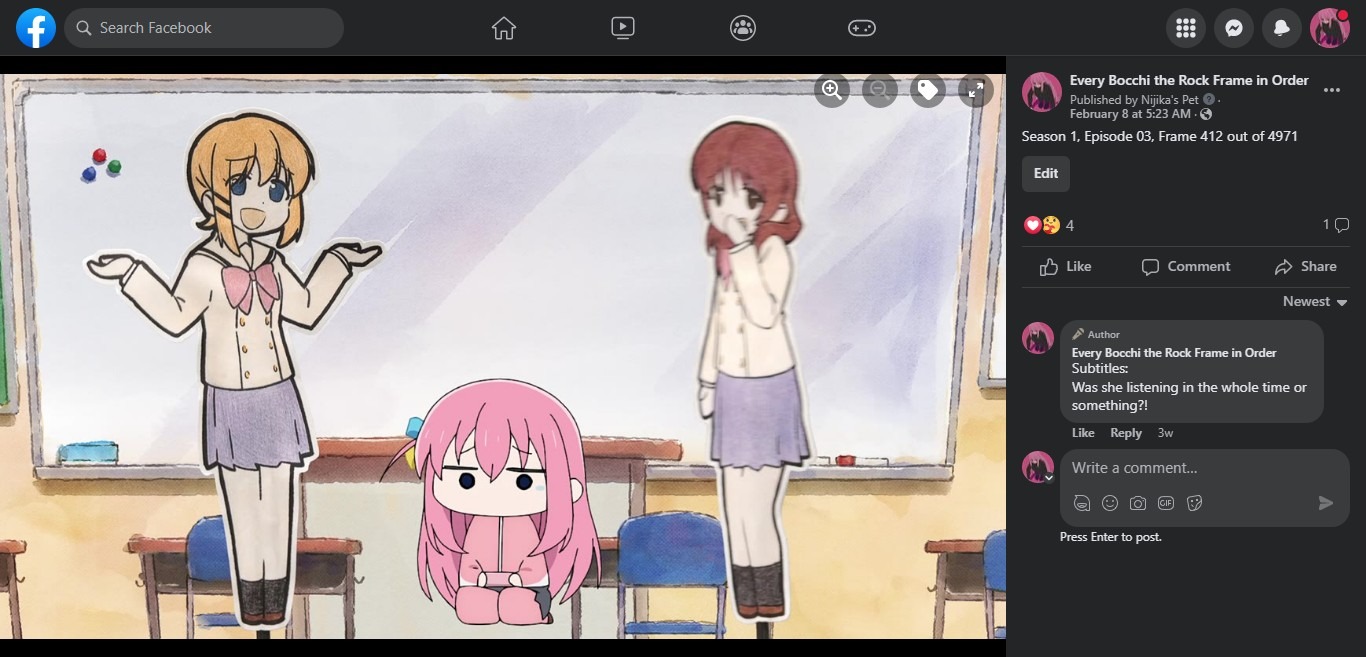 Search Facebook
Every Bocchi the Rock Frame in Order
Published by Nijika's Pet ·
February 8 at 5:23 AM ·
Season 1, Episode 03, Frame 412 out of 4971
Edit
4
1
Like
Comment
Share
Newest
Author
Every Bocchi the Rock Frame in Order
Subtitles:
Was she listening in the whole time or
something?!
Like Reply 3w
Write a comment...
GIF
Press Enter to post.